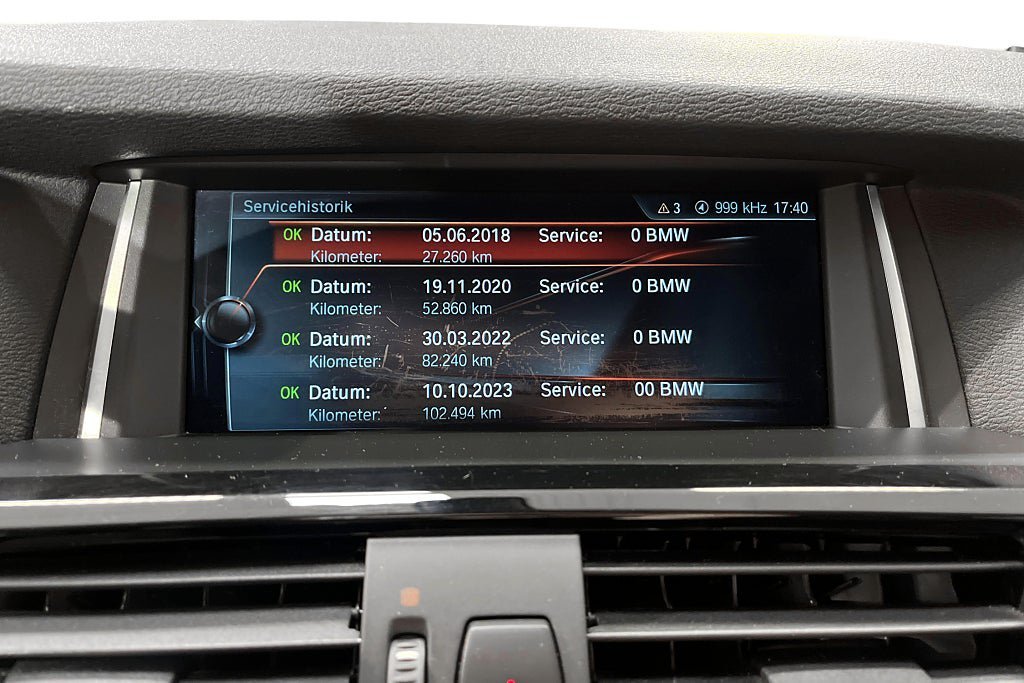 Servicehistorik 3 999 kHz 17:40
OK Datum: 05.06.2018 Service: 0 BMW
Kilometer: 27.260 km
OK Datum: 19.11.2020 Service: 0 BMW
Kilometer: 52.860 km
OK Datum: 30.03.2022 Service: 0 BMW
Kilometer: 82.240 km
OK Datum: 10.10.2023 Service: 00 BMW
Kilometer: 102.494 km